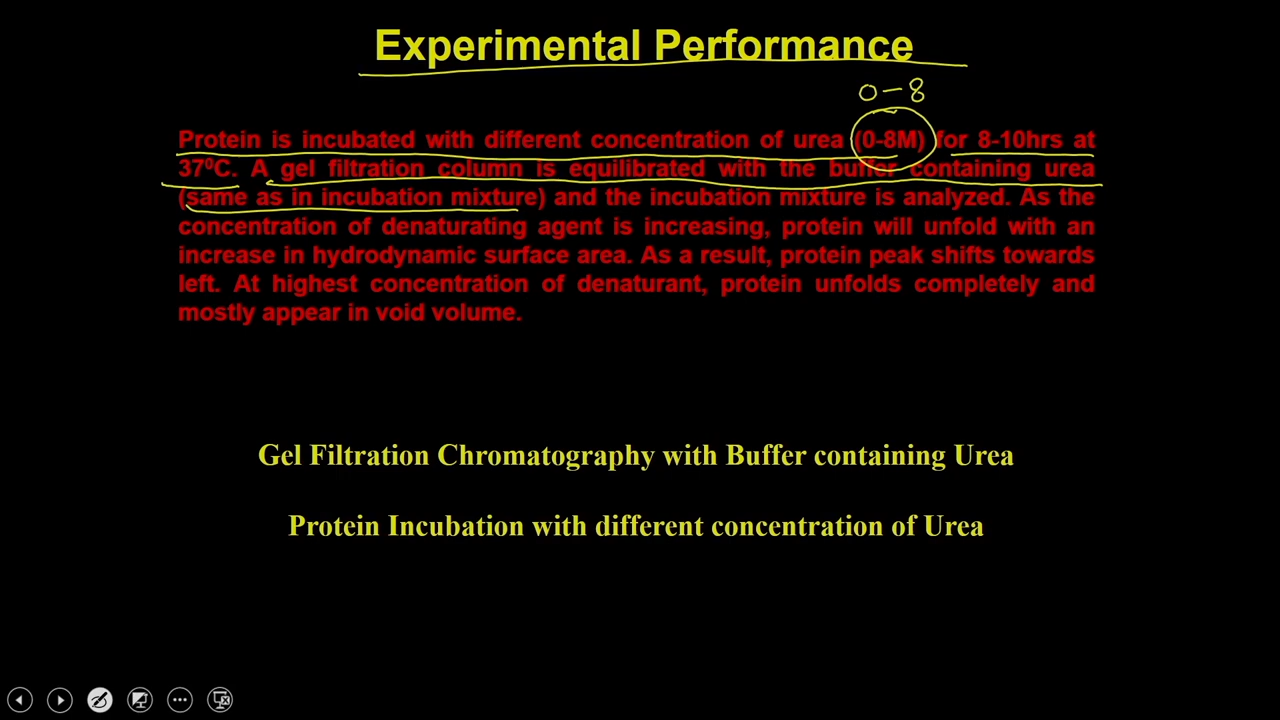 Experimental Performance
0-8
Protein is incubated with different concentration of urea (0-8M) for 8-10hrs at
37⁰C. A gel filtration column is equilibrated with the buffer containing urea
(same as in incubation mixture) and the incubation mixture is analyzed. As the
concentration of denaturating agent is increasing, protein will unfold with an
increase in hydrodynamic surface area. As a result, protein peak shifts towards
left. At highest concentration of denaturant, protein unfolds completely and
mostly appear in void volume.
Gel Filtration Chromatography with Buffer containing Urea
Protein Incubation with different concentration of Urea